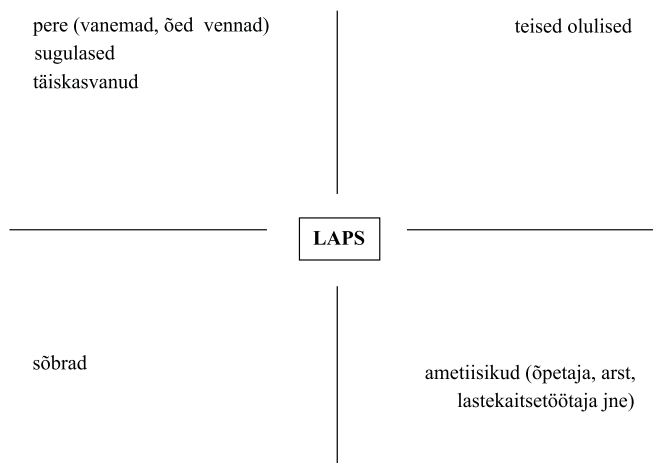 pere (vanemad, õed vennad)
sugulased
täiskasvanud
teised olulised
LAPS
sõbrad
ametiisikud (õpetaja, arst,
lastekaitsetöötaja jne)